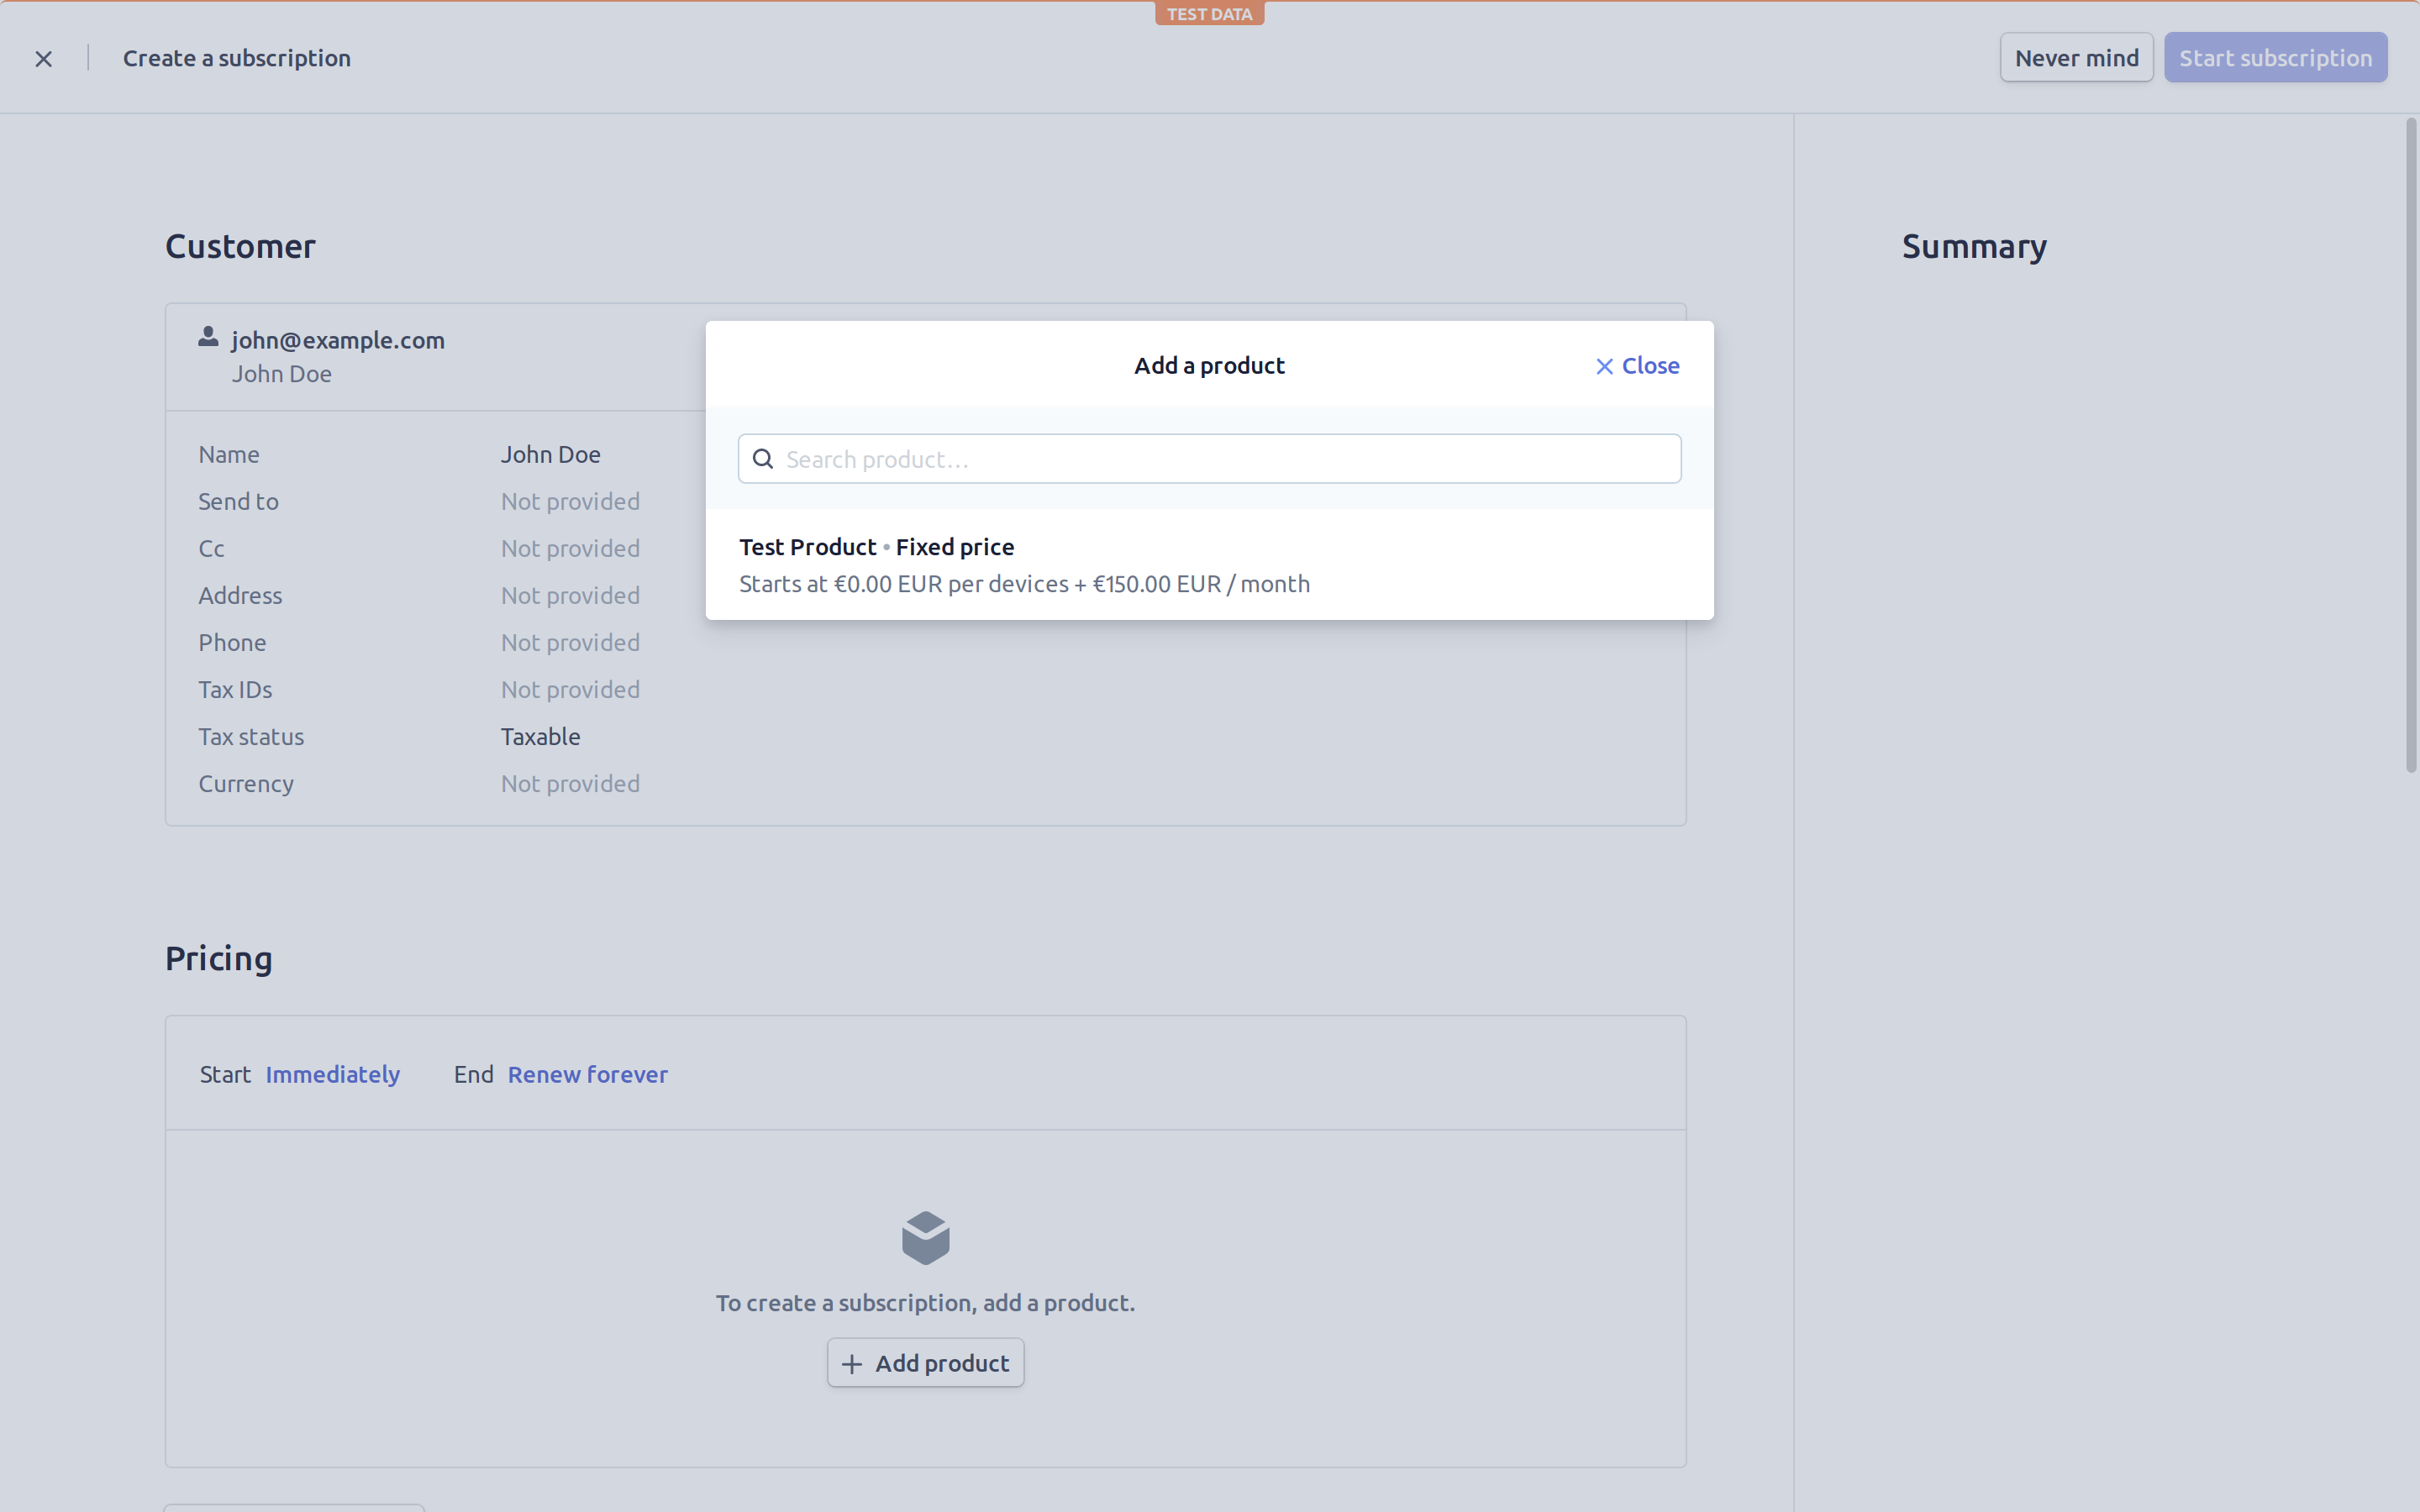 TEST DATA
Create a subscription
Never mind
Start subscription
Customer
Summary
john@example.com
John Doe
Add a product
Close
Search product…
Test Product • Fixed price
Starts at €0.00 EUR per devices + €150.00 EUR / month
Name John Doe
Send to Not provided
Cc Not provided
Address Not provided
Phone Not provided
Tax IDs Not provided
Tax status Taxable
Currency Not provided
Pricing
Start Immediately End Renew forever
To create a subscription, add a product.
Add product